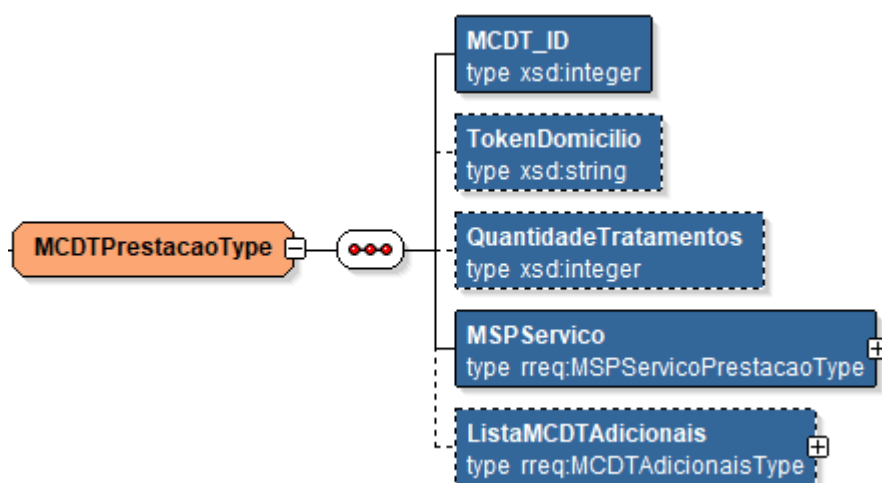 MCDT_ID
type xsd:integer
TokenDomicilio
type xsd:string
QuantidadeTratamentos
type xsd:integer
MCDTPrestacaoType
MSPServico
type rreq:MSPServicoPrestacaoType
ListaMCDTAdicionais
type rreq:MCDTAdicionaisType